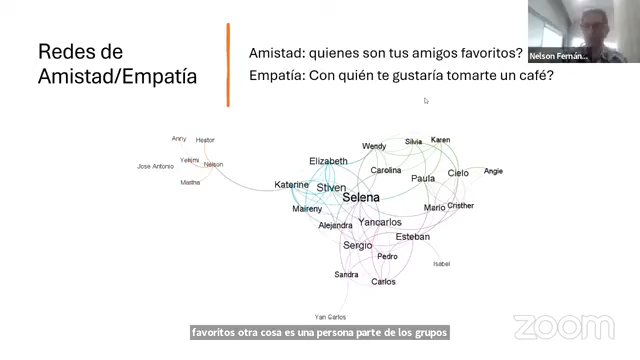 Redes de
Amistad/Empatía
Amistad: quienes son tus amigos favoritos?
Empatía: Con quién te gustaría tomarte un café?
Nelson Fernán...
Anny
Hector
Yehimi
Jose Antonio
Nelson
Martha
Wendy
Silvia
Karen
Elizabeth
Carolina
Cielo
Angie
Paula
Katerine
Stiven
Selena
Maireny
Mario
Cristher
Alejandra
Yancarlos
Esteban
Sergio
Pedro
Isabel
Sandra
Carlos
Yan Carlos
favoritos otra cosa es una persona parte de los grupos
zoom